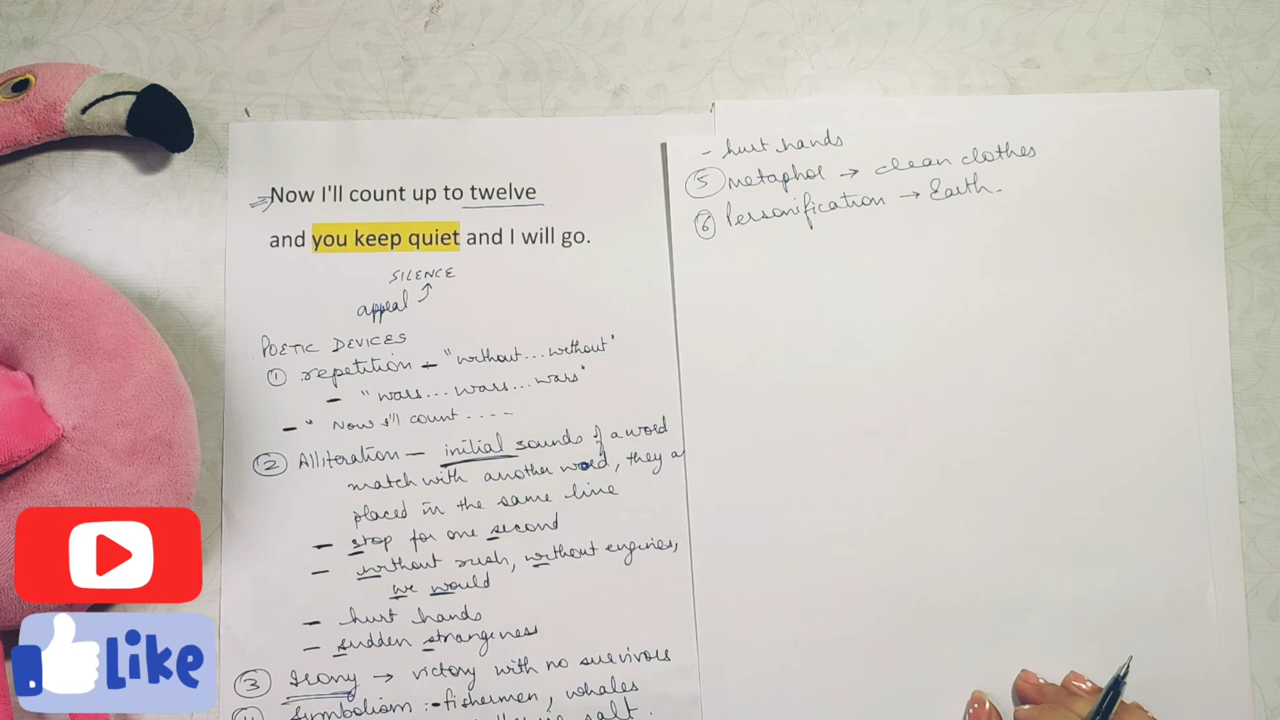 Now I'll count up to twelve
and you keep quiet and I will go.
SILENCE
appeal
POETIC DEVICES
① repetition - "without...without"
- "wars... wars...wars"
- " Now I'll count ....
② Alliteration - initial sounds of a word
match with another word, they a
placed in the same line
- stop for one second
- without rush, without engines,
we would
- hurt hands
- sudden strangeness
③ Irony → victory with no survivors
④ Symbolism :- fishermen, whales
salt.
- hurt hands
⑤ metaphor → clean clothes
⑥ Personification → Earth.
Like